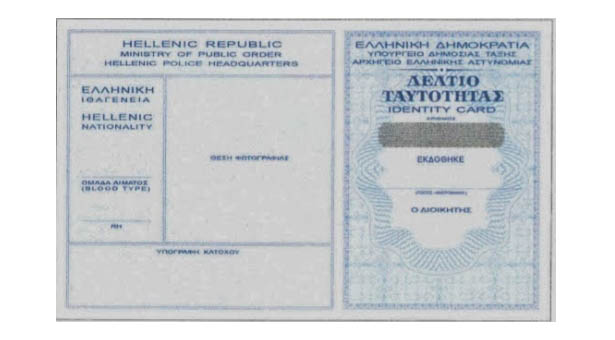 HELLENIC REPUBLIC
MINISTRY OF PUBLIC ORDER
HELLENIC POLICE HEADQUARTERS
ΕΛΛΗΝΙΚΗ
ΙΘΑΓΕΝΕΙΑ
HELLENIC
NATIONALITY
ΟΜΑΔΑ ΑΙΜΑΤΟΣ
(BLOOD TYPE)
RH
ΘΕΣΗ ΦΩΤΟΓΡΑΦΙΑΣ
ΥΠΟΓΡΑΦΗ ΚΑΤΟΧΟΥ
ΕΛΛΗΝΙΚΗ ΔΗΜΟΚΡΑΤΙΑ
ΥΠΟΥΡΓΕΙΟ ΔΗΜΟΣΙΑΣ ΤΑΞΗΣ
ΑΡΧΗΓΕΙΟ ΕΛΛΗΝΙΚΗΣ ΑΣΤΥΝΟΜΙΑΣ
ΔΕΛΤΙΟ
ΤΑΥΤΟΤΗΤΑΣ
IDENTITY CARD
ΑΡΙΘΜΟΣ
ΕΚΔΟΘΗΚΕ
Ο ΔΙΟΙΚΗΤΗΣ